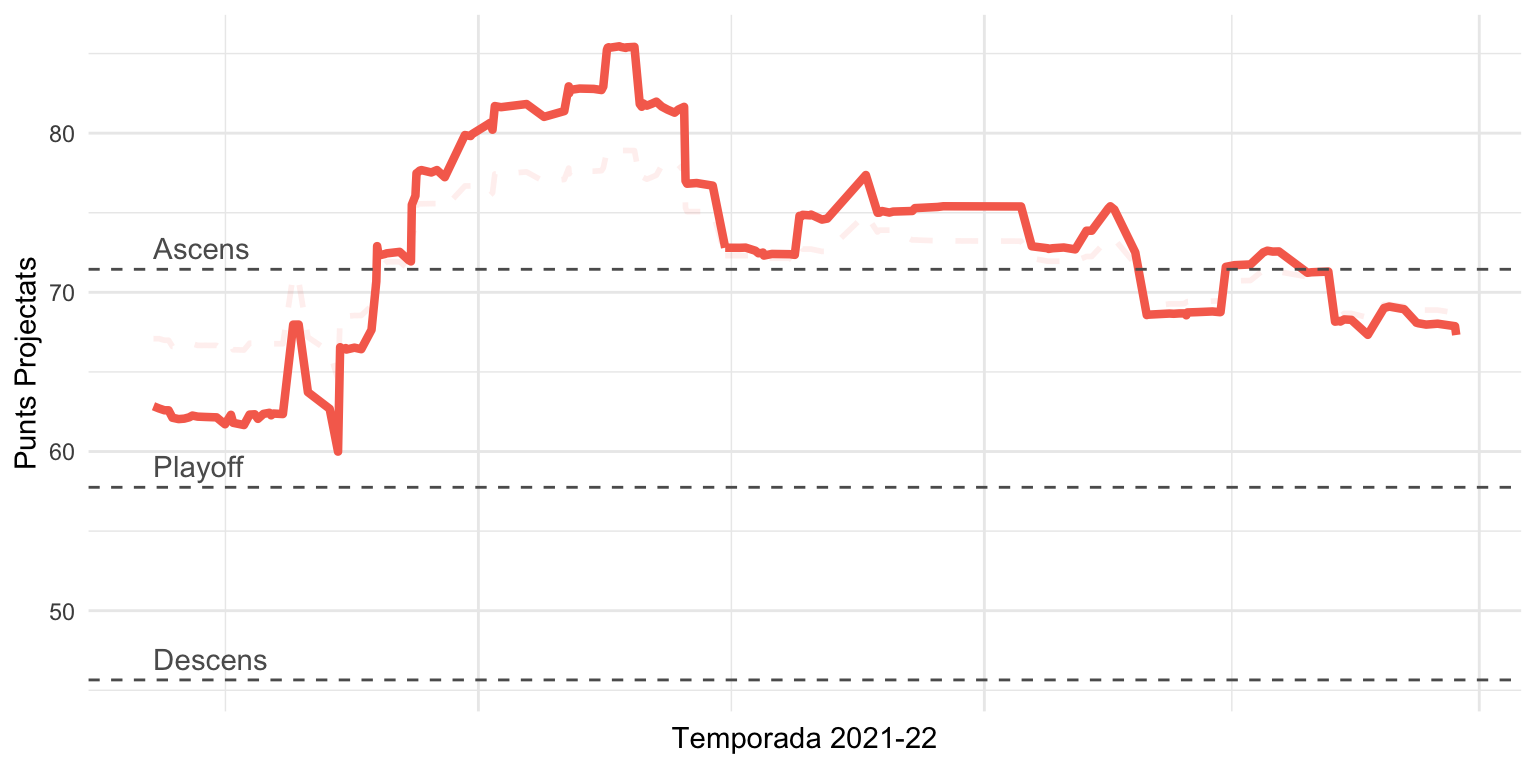 Punts Projectats
80
70
60
50
Ascens
Playoff
Descens
Temporada 2021-22